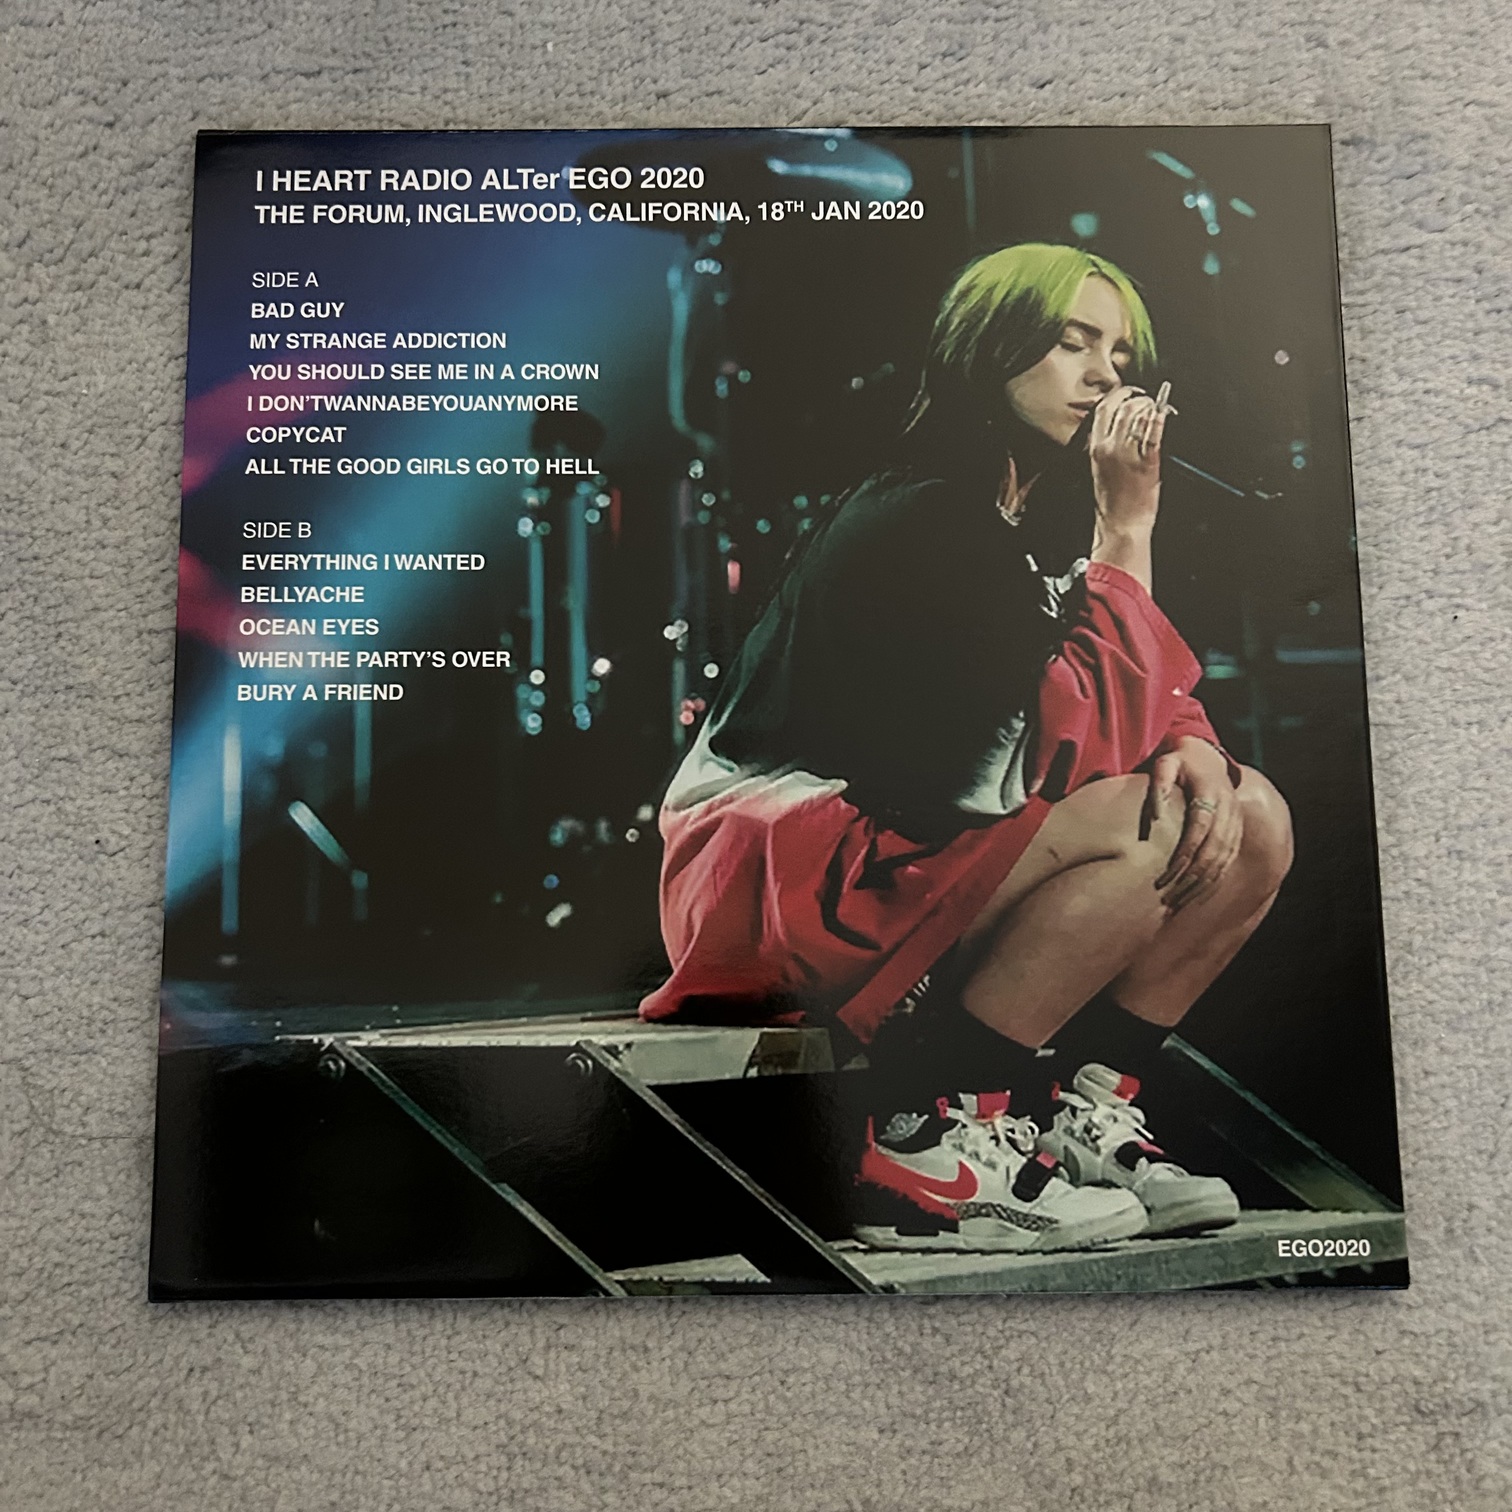 I HEART RADIO ALTer EGO 2020
THE FORUM, INGLEWOOD, CALIFORNIA, 18TH JAN 2020
SIDE A
BAD GUY
MY STRANGE ADDICTION
YOU SHOULD SEE ME IN A CROWN
I DON'TWANNABEYOUANYMORE
COPYCAT
ALL THE GOOD GIRLS GO TO HELL
SIDE B
EVERYTHING I WANTED
BELLYACHE
OCEAN EYES
WHEN THE PARTY'S OVER
BURY A FRIEND
EGO2020